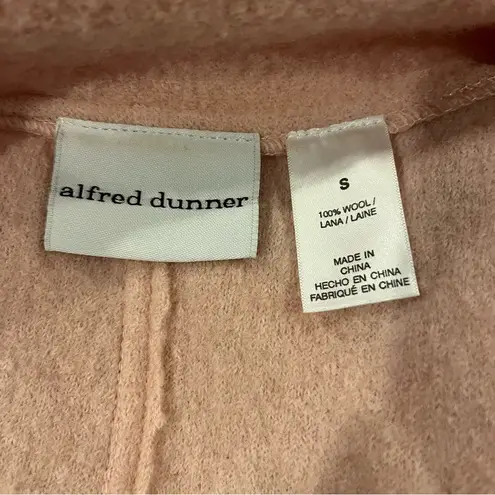 alfred dunner
S
100% WOOL /
LANA / LAINE
MADE IN
CHINA
HECHO EN CHINA
FABRIQUÉ EN CHINE